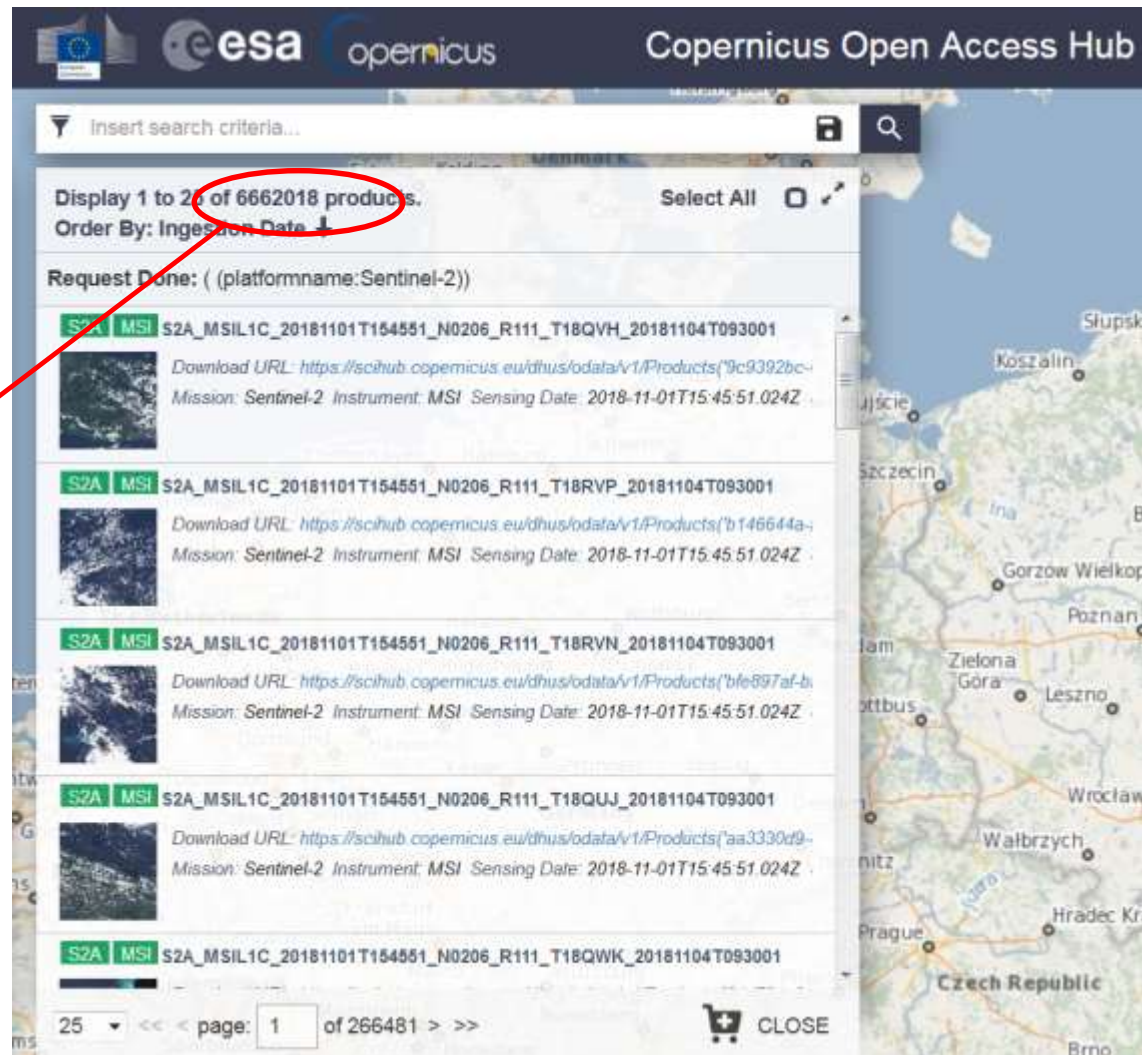 esa opernicus Copernicus Open Access Hub
Insert search criteria...
Denmark
Display 1 to 25 of 6662018 products. Select All
Order By: Ingestion Date
Request Done: ( (platformname:Sentinel-2))
S2A MSI S2A_MSIL1C_20181101T154551_N0206_R111_T18QVH_20181104T093001
Download URL: https://scihub.copernicus.eu/dhus/odata/v1/Products('9c9392bc-
Mission: Sentinel-2 Instrument: MSI Sensing Date: 2018-11-01T15:45:51.024Z
S2A MSI S2A_MSIL1C_20181101T154551_N0206_R111_T18RVP_20181104T093001
Download URL: https://scihub.copernicus.eu/dhus/odata/v1/Products('b146644a-
Mission: Sentinel-2 Instrument: MSI Sensing Date: 2018-11-01T15:45:51.024Z
S2A MSI S2A_MSIL1C_20181101T154551_N0206_R111_T18RVN_20181104T093001
Download URL: https://scihub.copernicus.eu/dhus/odata/v1/Products('bfe897af-b
Mission: Sentinel-2 Instrument: MSI Sensing Date: 2018-11-01T15:45:51.024Z
S2A MSI S2A_MSIL1C_20181101T154551_N0206_R111_T18QUJ_20181104T093001
Download URL: https://scihub.copernicus.eu/dhus/odata/v1/Products('aa3330d9-
Mission: Sentinel-2 Instrument: MSI Sensing Date: 2018-11-01T15:45:51.024Z
S2A MSI S2A_MSIL1C_20181101T154551_N0206_R111_T18QWK_20181104T093001
25 << < page: 1 of 266481 > >> CLOSE
Słupsk
Koszalin
ujście
Szczecin
Ina
Gorzów Wielkop
Poznan
Zielona
Góra
Leszno
ottbus
Wrocław
Wałbrzych
nitz
Hradec Kr
Prague
Czech Republic
Brno